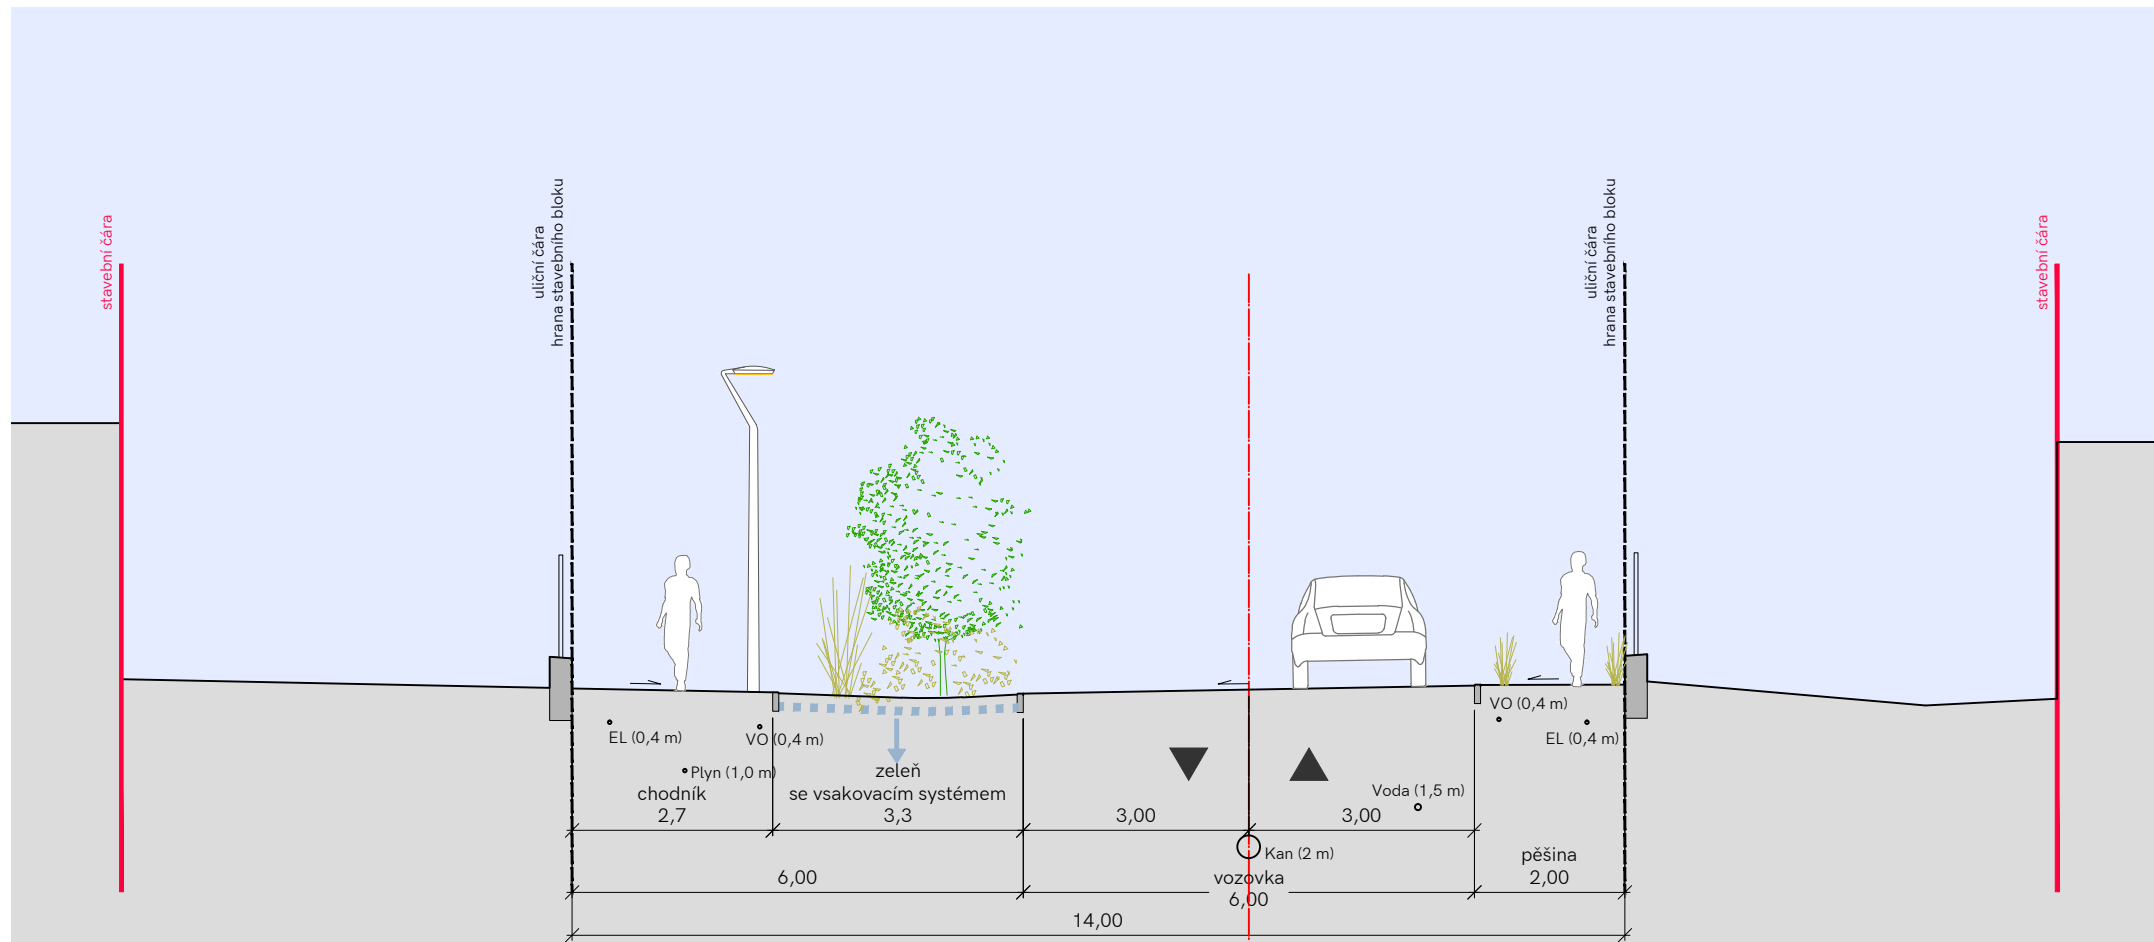 stavební čára
uliční čára
hrana stavebního bloku
uliční čára
hrana stavebního bloku
stavební čára
EL (0,4 m)
VO (0,4 m)
Plyn (1,0 m)
chodník
2,7
zeleň
se vsakovacím systémem
3,3
3,00
3,00
Voda (1,5 m)
VO (0,4 m)
EL (0,4 m)
Kan (2 m)
pěšina
2,00
6,00
vozovka
6,00
14,00